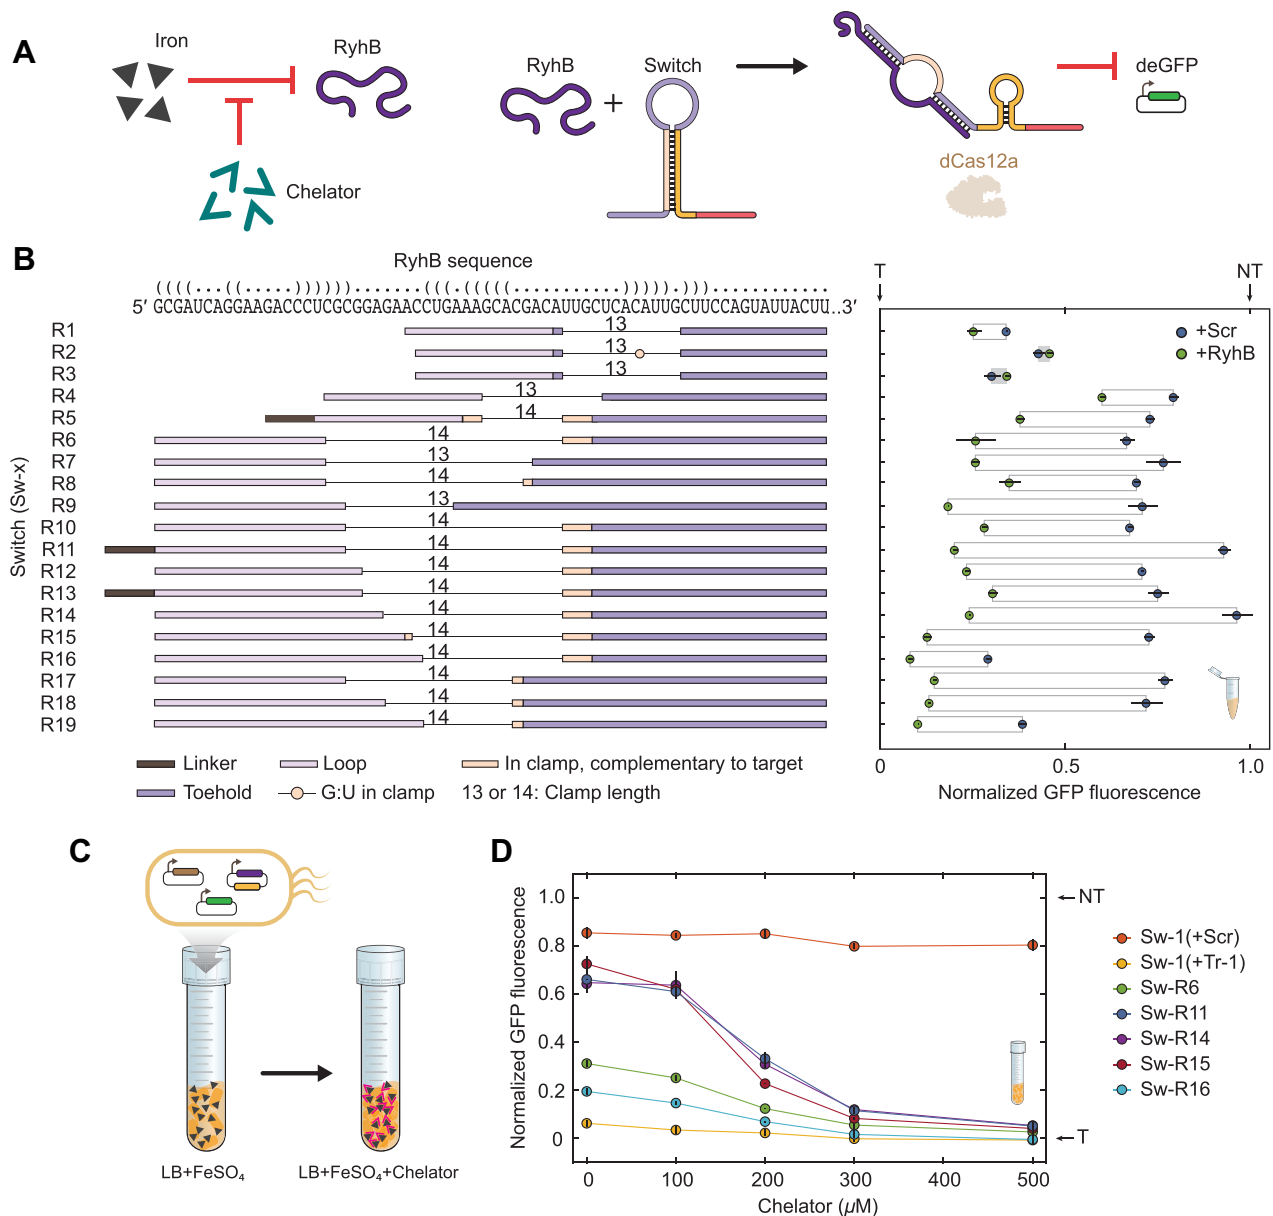 A
Iron
RyhB
Chelator
RyhB
+
Switch
dCas12a
deGFP
B
RyhB sequence
5′ GCGAUCAGGAAGACCCUCGCGGAGAACCUGAAAGCACGACAUUGCUCACAUUGCUUCCAGUAUUACUU..3′
T
NT
Switch (Sw-x)
R1 13
R2 13
R3 13
R4 13
R5 14
R6 14
R7 13
R8 14
R9 13
R10 14
R11 14
R12 14
R13 14
R14 14
R15 14
R16 14
R17 14
R18 14
R19 14
+Scr
+RyhB
0 0.5 1.0
Normalized GFP fluorescence
Linker
Loop
In clamp, complementary to target
Toehold
G:U in clamp
13 or 14: Clamp length
C
LB+FeSO₄
LB+FeSO₄+Chelator
D
Normalized GFP fluorescence
1.0
0.8
0.6
0.4
0.2
0
NT
T
0 100 200 300 400 500
Chelator (µM)
Sw-1(+Scr)
Sw-1(+Tr-1)
Sw-R6
Sw-R11
Sw-R14
Sw-R15
Sw-R16